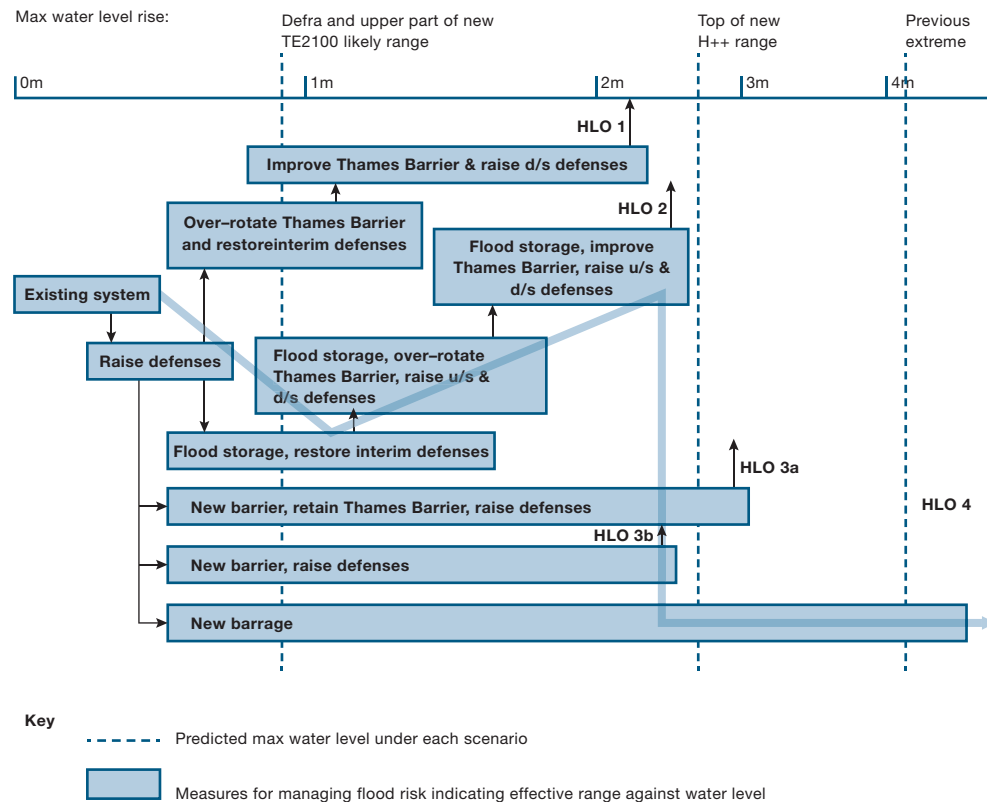 Max water level rise:
Defra and upper part of new
TE2100 likely range
Top of new
H++ range
Previous
extreme
0m
1m
2m
3m
4m
HLO 1
Improve Thames Barrier & raise d/s defenses
HLO 2
Over–rotate Thames Barrier
and restoreinterim defenses
Flood storage, improve
Thames Barrier, raise u/s &
d/s defenses
Existing system
Raise defenses
Flood storage, over–rotate
Thames Barrier, raise u/s &
d/s defenses
Flood storage, restore interim defenses
HLO 3a
New barrier, retain Thames Barrier, raise defenses
HLO 4
HLO 3b
New barrier, raise defenses
New barrage
Key
Predicted max water level under each scenario
Measures for managing flood risk indicating effective range against water level